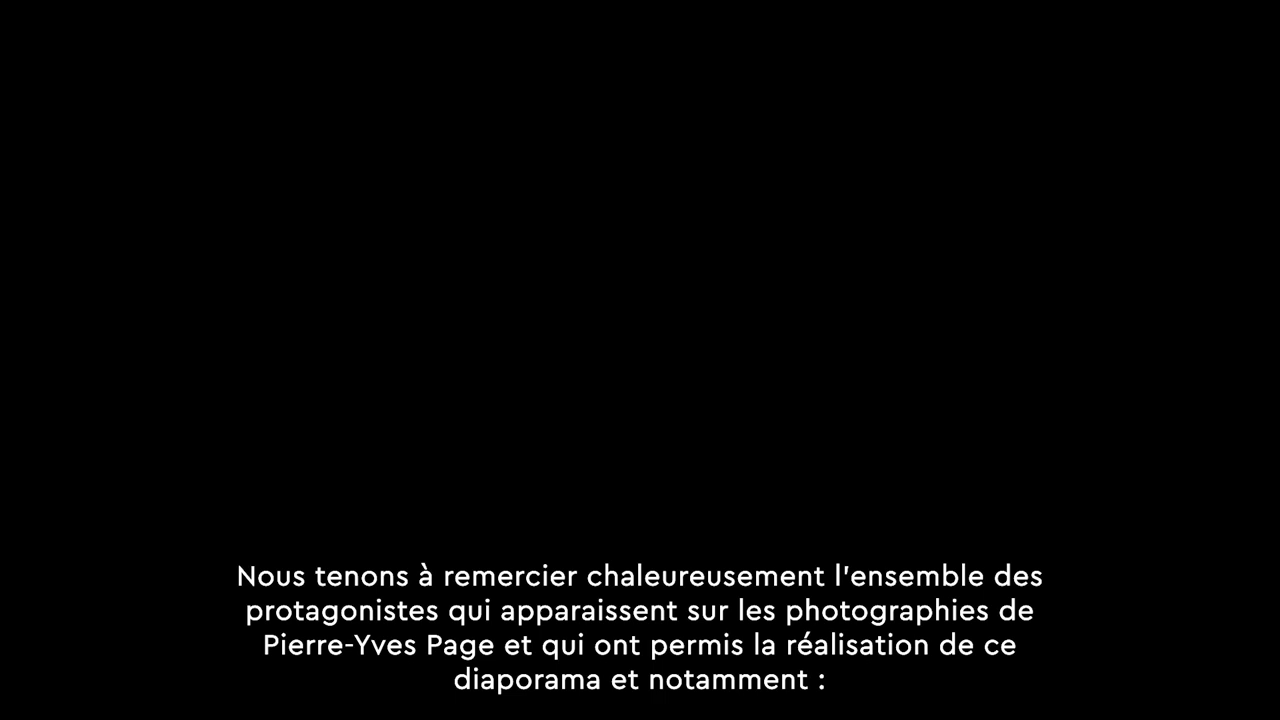 Nous tenons à remercier chaleureusement l'ensemble des
protagonistes qui apparaissent sur les photographies de
Pierre-Yves Page et qui ont permis la réalisation de ce
diaporama et notamment :